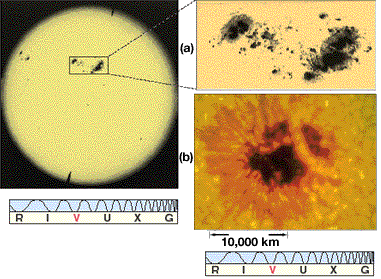 (a)
(b)
R I V U X G
10,000 km
R I V U X G